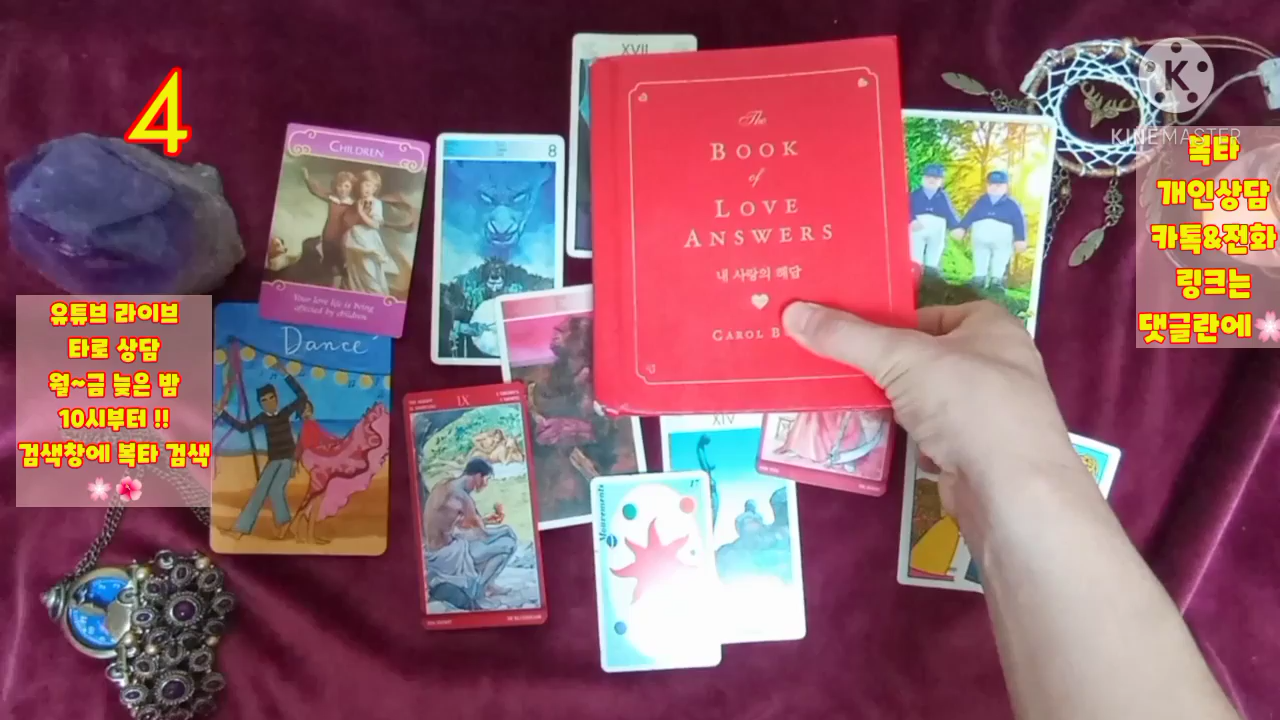 4
XVII
CHILDREN
Your love life is being
affected by children
8
The
BOOK
of
LOVE
ANSWERS
내 사랑의 해답
CAROL B
KINEMASTER
복타
개인상담
카톡&전화
링크는
댓글란에🌸
유튜브 라이브
타로 상담
월~금 늦은 밤
10시부터 !!
검색창에 복타 검색
🌸🌺
Dance
IX
XIV
Mouvements